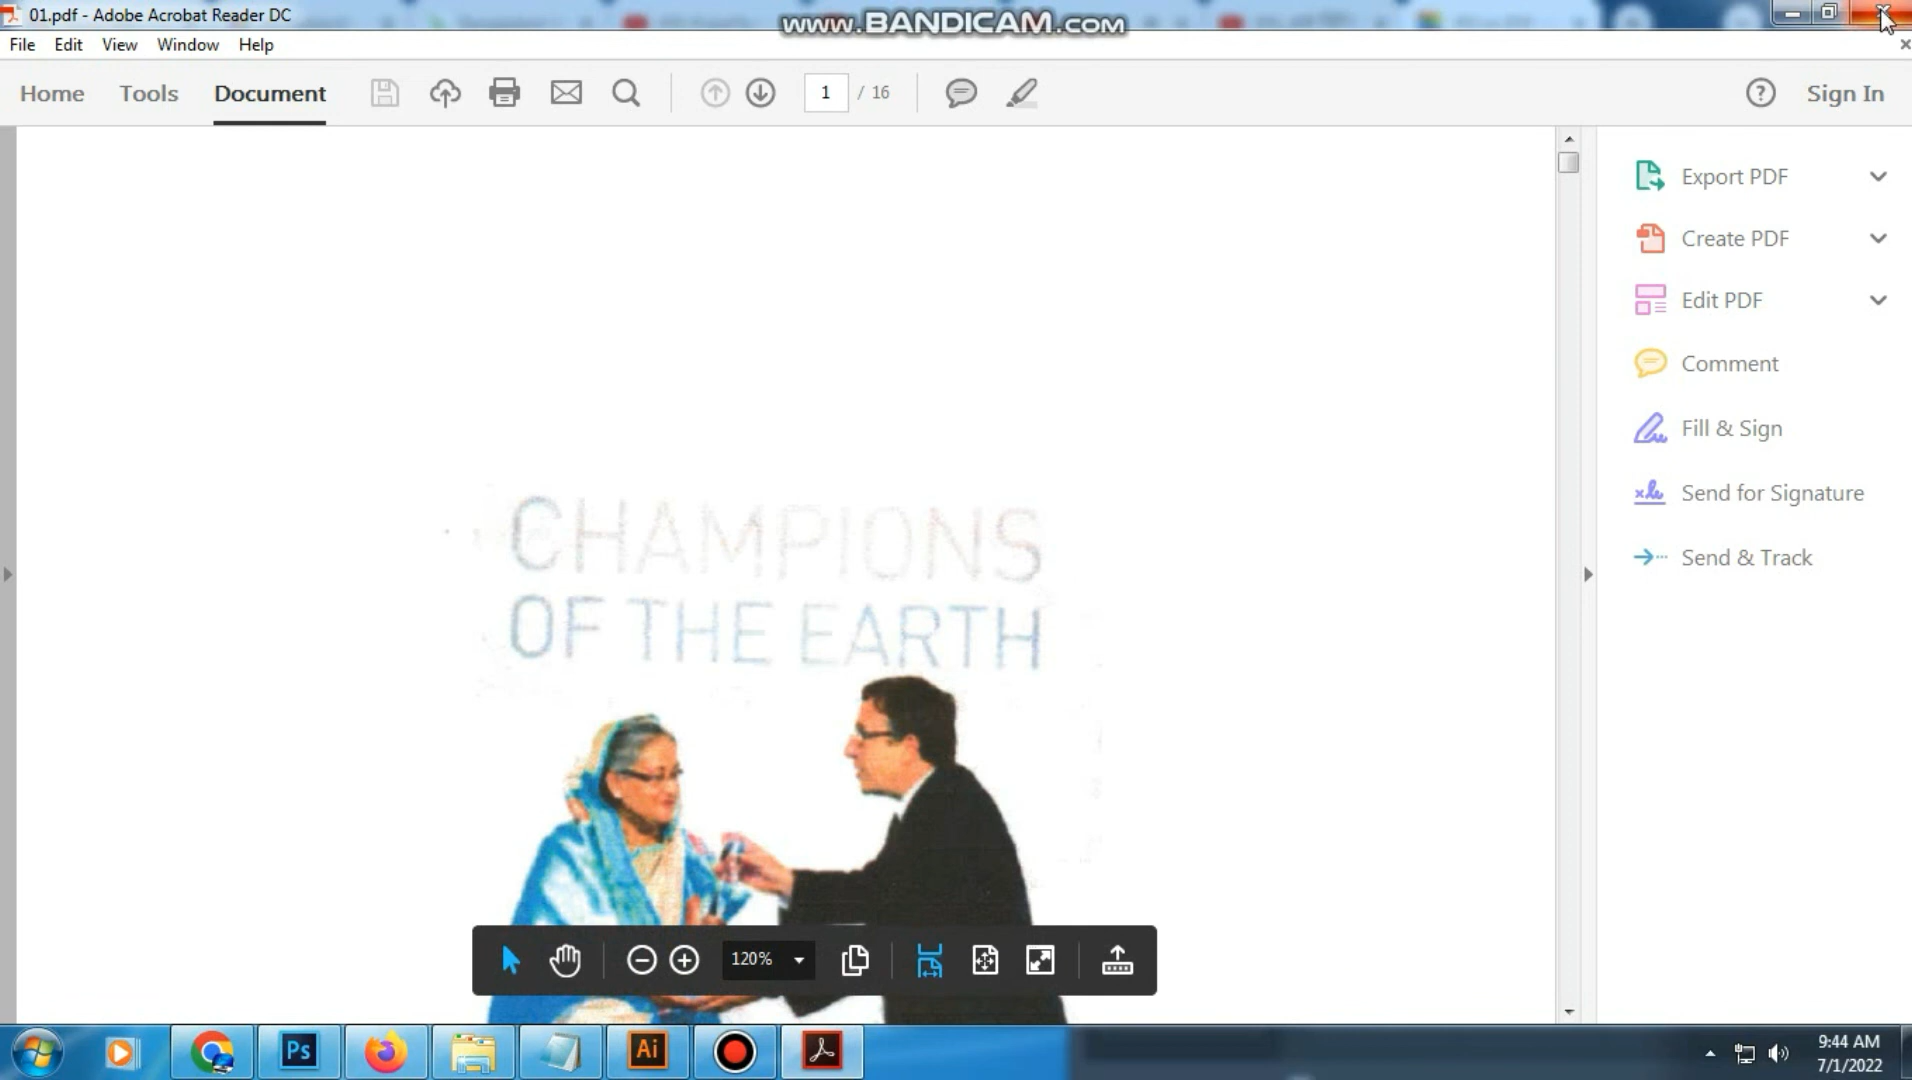 01.pdf - Adobe Acrobat Reader DC
www.BANDICAM.com
File Edit View Window Help
Home Tools Document 1 / 16 Sign In
Export PDF
Create PDF
Edit PDF
Comment
Fill & Sign
Send for Signature
Send & Track
CHAMPIONS
OF THE EARTH
120%
Ps
Ai
9:44 AM
7/1/2022